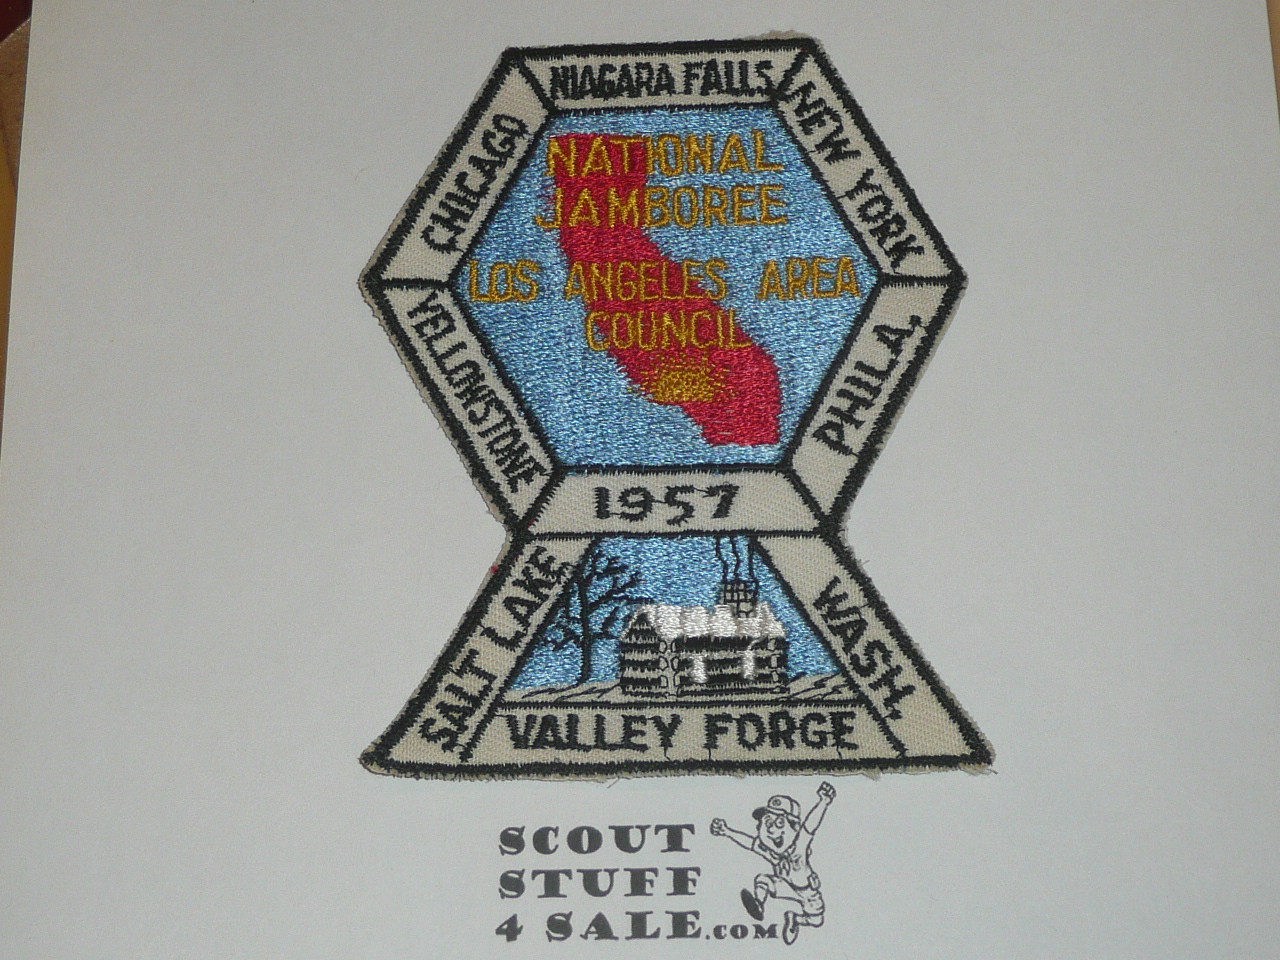 NIAGARA FALLS
NEW YORK
CHICAGO
NATIONAL
JAMBOREE
LOS ANGELES AREA
COUNCIL
YELLOWSTONE
PHILA,
1957
SALT LAKE
WASH,
VALLEY FORGE
SCOUT
STUFF
4 SALE.COM